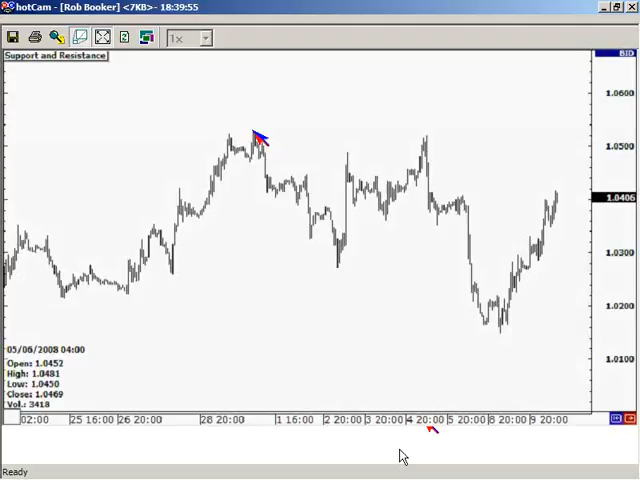 hotCam - [Rob Booker] <7KB>- 18:39:55
1x
Support and Resistance
BID
1.0600
1.0500
1.0406
1.0300
1.0200
1.0100
05/06/2008 04:00
Open: 1.0452
High: 1.0481
Low: 1.0450
Close: 1.0469
Vol.: 3418
02:00 25 16:00 26 20:00 28 20:00 1 16:00 2 20:00 3 20:00 4 20:00 5 20:00 8 20:00 9 20:00
Ready